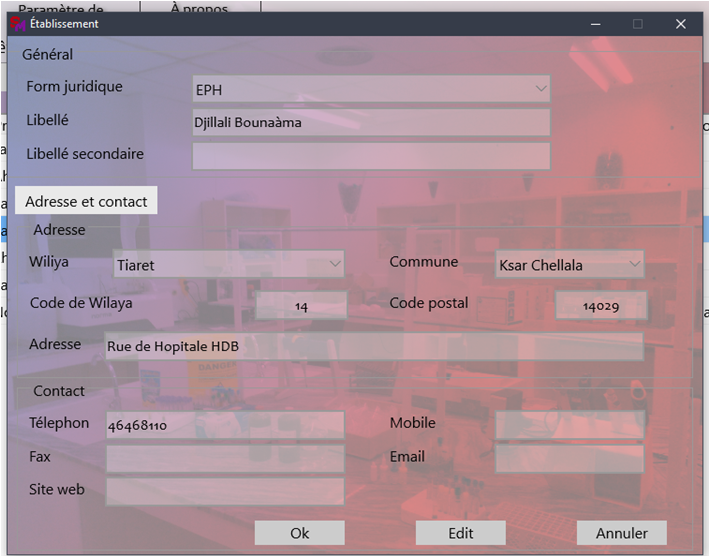 Paramètre de À propos
Établissement
Général
Form juridique EPH
Libellé Djillali Bounaàma
Libellé secondaire
Adresse et contact
Adresse
Wiliya Tiaret Commune Ksar Chellala
Code de Wilaya 14 Code postal 14029
Adresse Rue de Hopitale HDB
Contact
Télephon 46468110 Mobile
Fax Email
Site web
Ok Edit Annuler